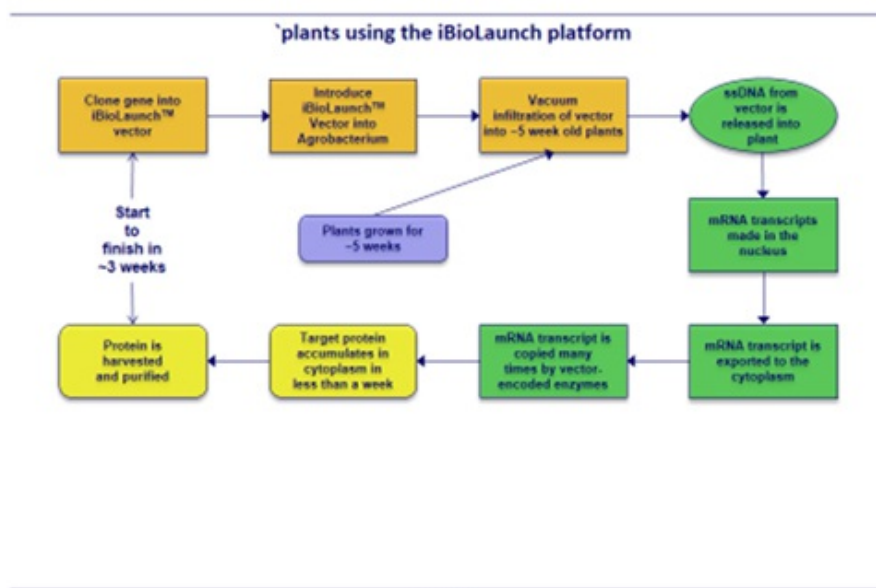 `plants using the iBioLaunch platform
Clone gene into
iBioLaunch™
vector
Introduce
iBioLaunch™
Vector into
Agrobacterium
Vacuum
infiltration of vector
into ~5 week old plants
ssDNA from
vector is
released into
plant
Plants grown for
~5 weeks
mRNA transcripts
made in the
nucleus
Start
to
finish in
~3 weeks
Protein is
harvested
and purified
Target protein
accumulates in
cytoplasm in
less than a week
mRNA transcript is
copied many
times by vector-
encoded enzymes
mRNA transcript is
exported to the
cytoplasm